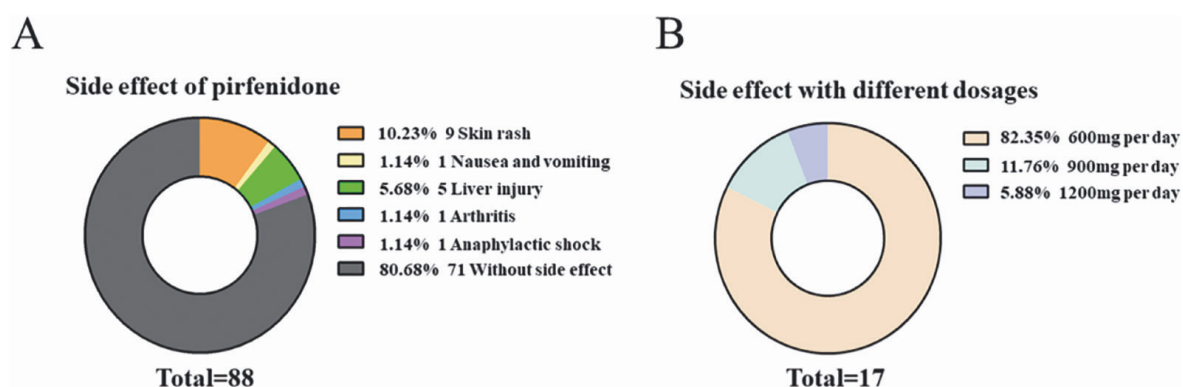 A
Side effect of pirfenidone
10.23% 9 Skin rash
1.14% 1 Nausea and vomiting
5.68% 5 Liver injury
1.14% 1 Arthritis
1.14% 1 Anaphylactic shock
80.68% 71 Without side effect
Total=88
B
Side effect with different dosages
82.35% 600mg per day
11.76% 900mg per day
5.88% 1200mg per day
Total=17